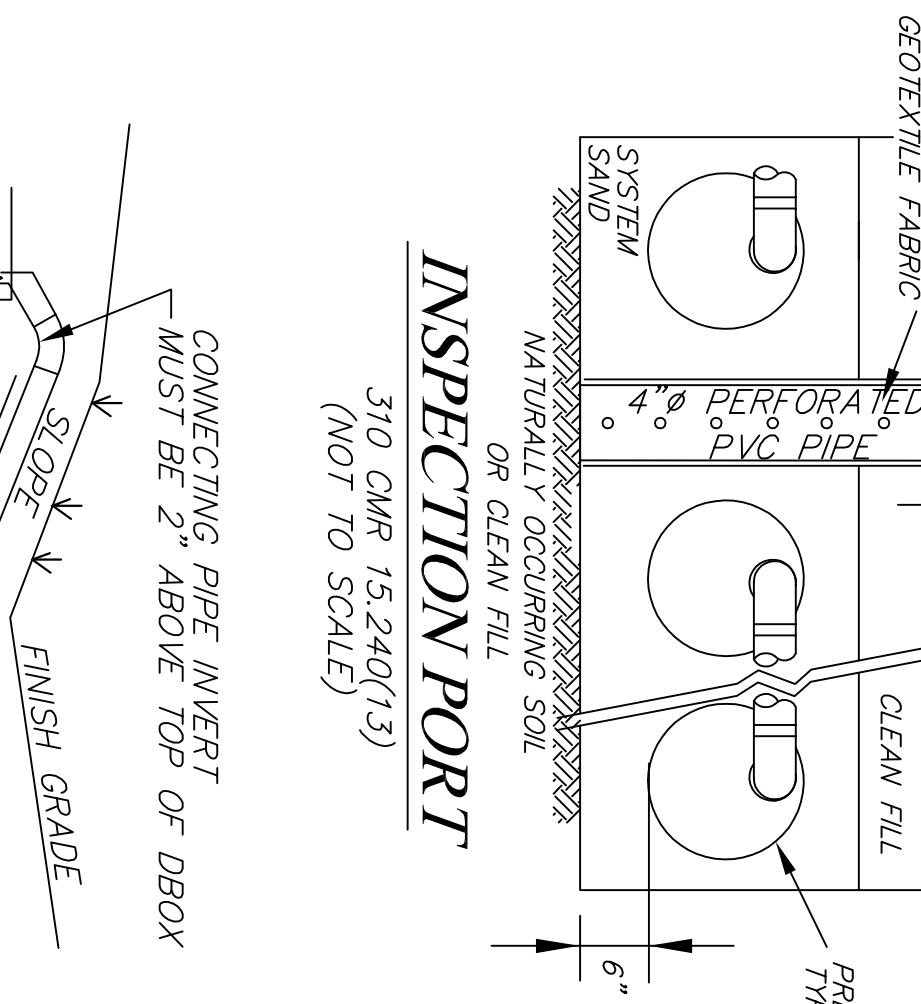 GEOTEXTILE FABRIC
SYSTEM
SAND
4"ø PERFORATED
PVC PIPE
CLEAN FILL
NATURALLY OCCURRING SOIL
OR CLEAN FILL
6"
INSPECTION PORT
310 CMR 15.240(13)
(NOT TO SCALE)
CONNECTING PIPE INVERT
MUST BE 2" ABOVE TOP OF DBOX
SLOPE
FINISH GRADE